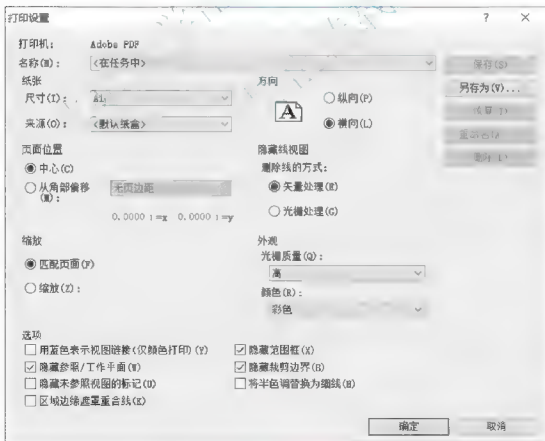 打印设置
打印机： Adobe PDF
名称(N)： <在任务中>
保存(S)
纸张
尺寸(I)： A1
来源(O)： <默认纸盒>
方向
A
纵向(P)
横向(L)
另存为(V)...
页面位置
中心(C)
从角部偏移(M)：
无页边距
0.0000 : =x 0.0000 : =y
隐藏线视图
删除线的方式：
矢量处理(E)
光栅处理(G)
缩放
匹配页面(F)
缩放(Z)：
外观
光栅质量(Q)：
高
颜色(R)：
彩色
选项
用蓝色表示视图链接(仅颜色打印)(Y)
隐藏参照/工作平面(W)
隐藏未参照视图的标记(U)
区域边缘遮罩重合线(K)
隐藏范围框(X)
隐藏裁剪边界(B)
将半色调替换为细线(H)
确定
取消